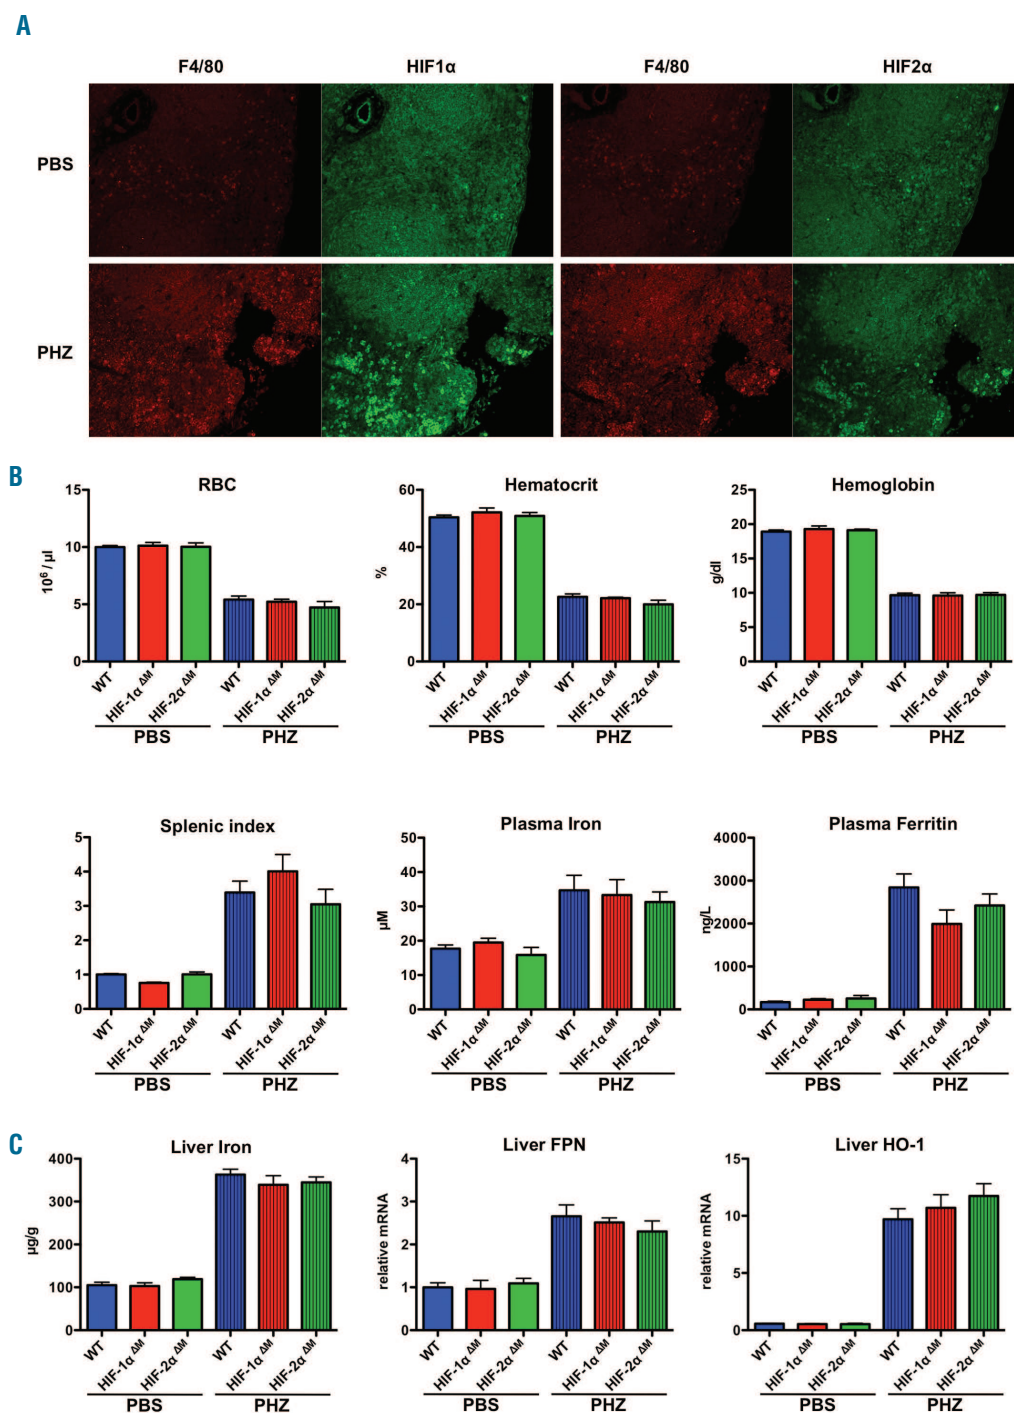 A
F4/80 HIF1α F4/80 HIF2α
PBS
PHZ
B
RBC
15
10
5
0
10⁶ / µl
WT HIF-1α ΔM HIF-2α ΔM WT HIF-1α ΔM HIF-2α ΔM
PBS PHZ
Hematocrit
60
40
20
0
%
WT HIF-1α ΔM HIF-2α ΔM WT HIF-1α ΔM HIF-2α ΔM
PBS PHZ
Hemoglobin
25
20
15
10
5
0
g/dl
WT HIF-1α ΔM HIF-2α ΔM WT HIF-1α ΔM HIF-2α ΔM
PBS PHZ
Splenic index
5
4
3
2
1
0
WT HIF-1α ΔM HIF-2α ΔM WT HIF-1α ΔM HIF-2α ΔM
PBS PHZ
Plasma Iron
50
40
30
20
10
0
µM
WT HIF-1α ΔM HIF-2α ΔM WT HIF-1α ΔM HIF-2α ΔM
PBS PHZ
Plasma Ferritin
4000
3000
2000
1000
0
ng/L
WT HIF-1α ΔM HIF-2α ΔM WT HIF-1α ΔM HIF-2α ΔM
PBS PHZ
C
Liver Iron
400
300
200
100
0
µg/g
WT HIF-1α ΔM HIF-2α ΔM WT HIF-1α ΔM HIF-2α ΔM
PBS PHZ
Liver FPN
4
3
2
1
0
relative mRNA
WT HIF-1α ΔM HIF-2α ΔM WT HIF-1α ΔM HIF-2α ΔM
PBS PHZ
Liver HO-1
15
10
5
0
relative mRNA
WT HIF-1α ΔM HIF-2α ΔM WT HIF-1α ΔM HIF-2α ΔM
PBS PHZ